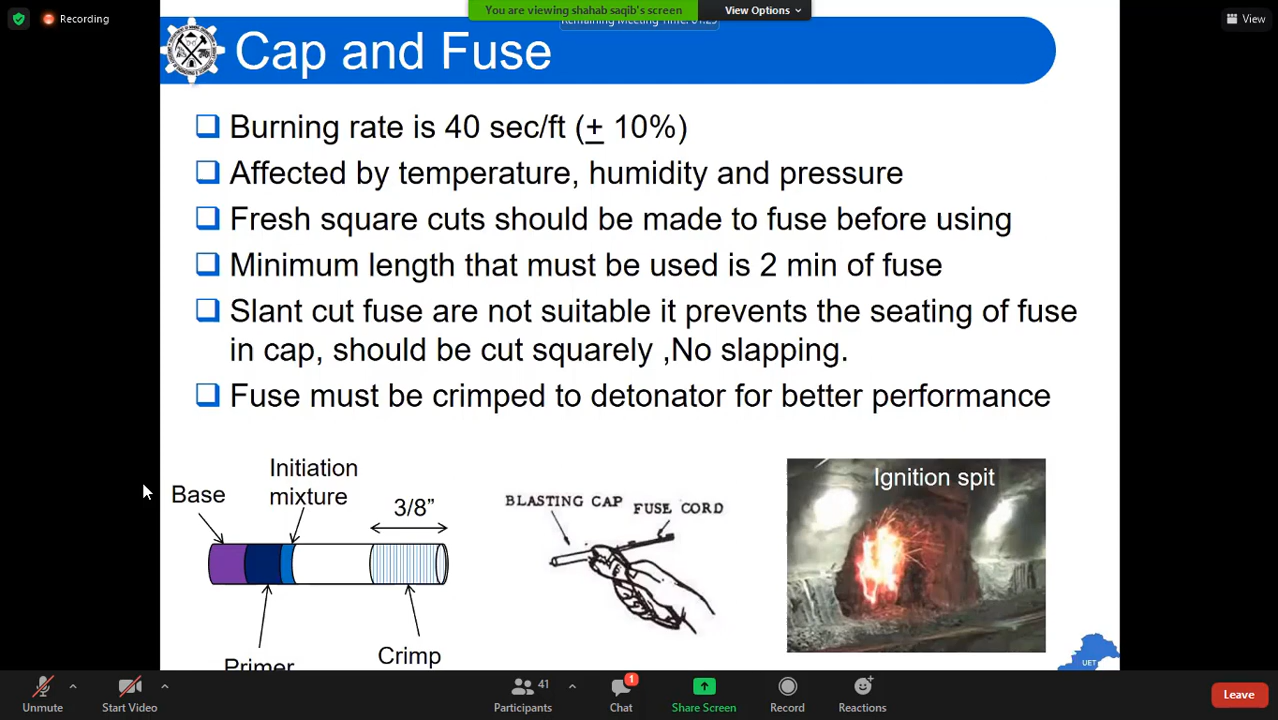 Recording
You are viewing shahab saqib's screen
View Options
View
Cap and Fuse
Burning rate is 40 sec/ft (+ 10%)
Affected by temperature, humidity and pressure
Fresh square cuts should be made to fuse before using
Minimum length that must be used is 2 min of fuse
Slant cut fuse are not suitable it prevents the seating of fuse
in cap, should be cut squarely ,No slapping.
Fuse must be crimped to detonator for better performance
Base
Initiation
mixture
3/8”
Primer
Crimp
BLASTING CAP
FUSE CORD
Ignition spit
UET
Unmute
Start Video
41
Participants
1
Chat
Share Screen
Record
Reactions
Leave